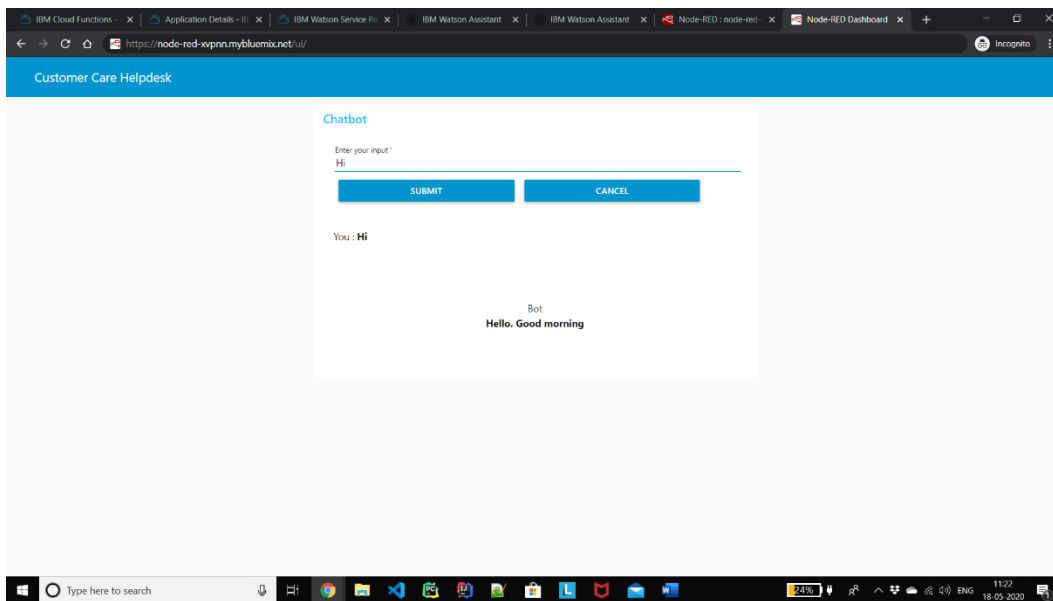 IBM Cloud Functions -
Application Details - IB
IBM Watson Service Po
IBM Watson Assistant
IBM Watson Assistant
Node-RED : node-red-
Node-RED Dashboard
https://node-red-xvpnn.mybluemix.net/ui/
Incognito
Customer Care Helpdesk
Chatbot
Enter your input *
Hi
SUBMIT CANCEL
You : Hi
Bot
Hello. Good morning
Type here to search
PC
IJ
L
W
24%
ENG
11:22
18-05-2020